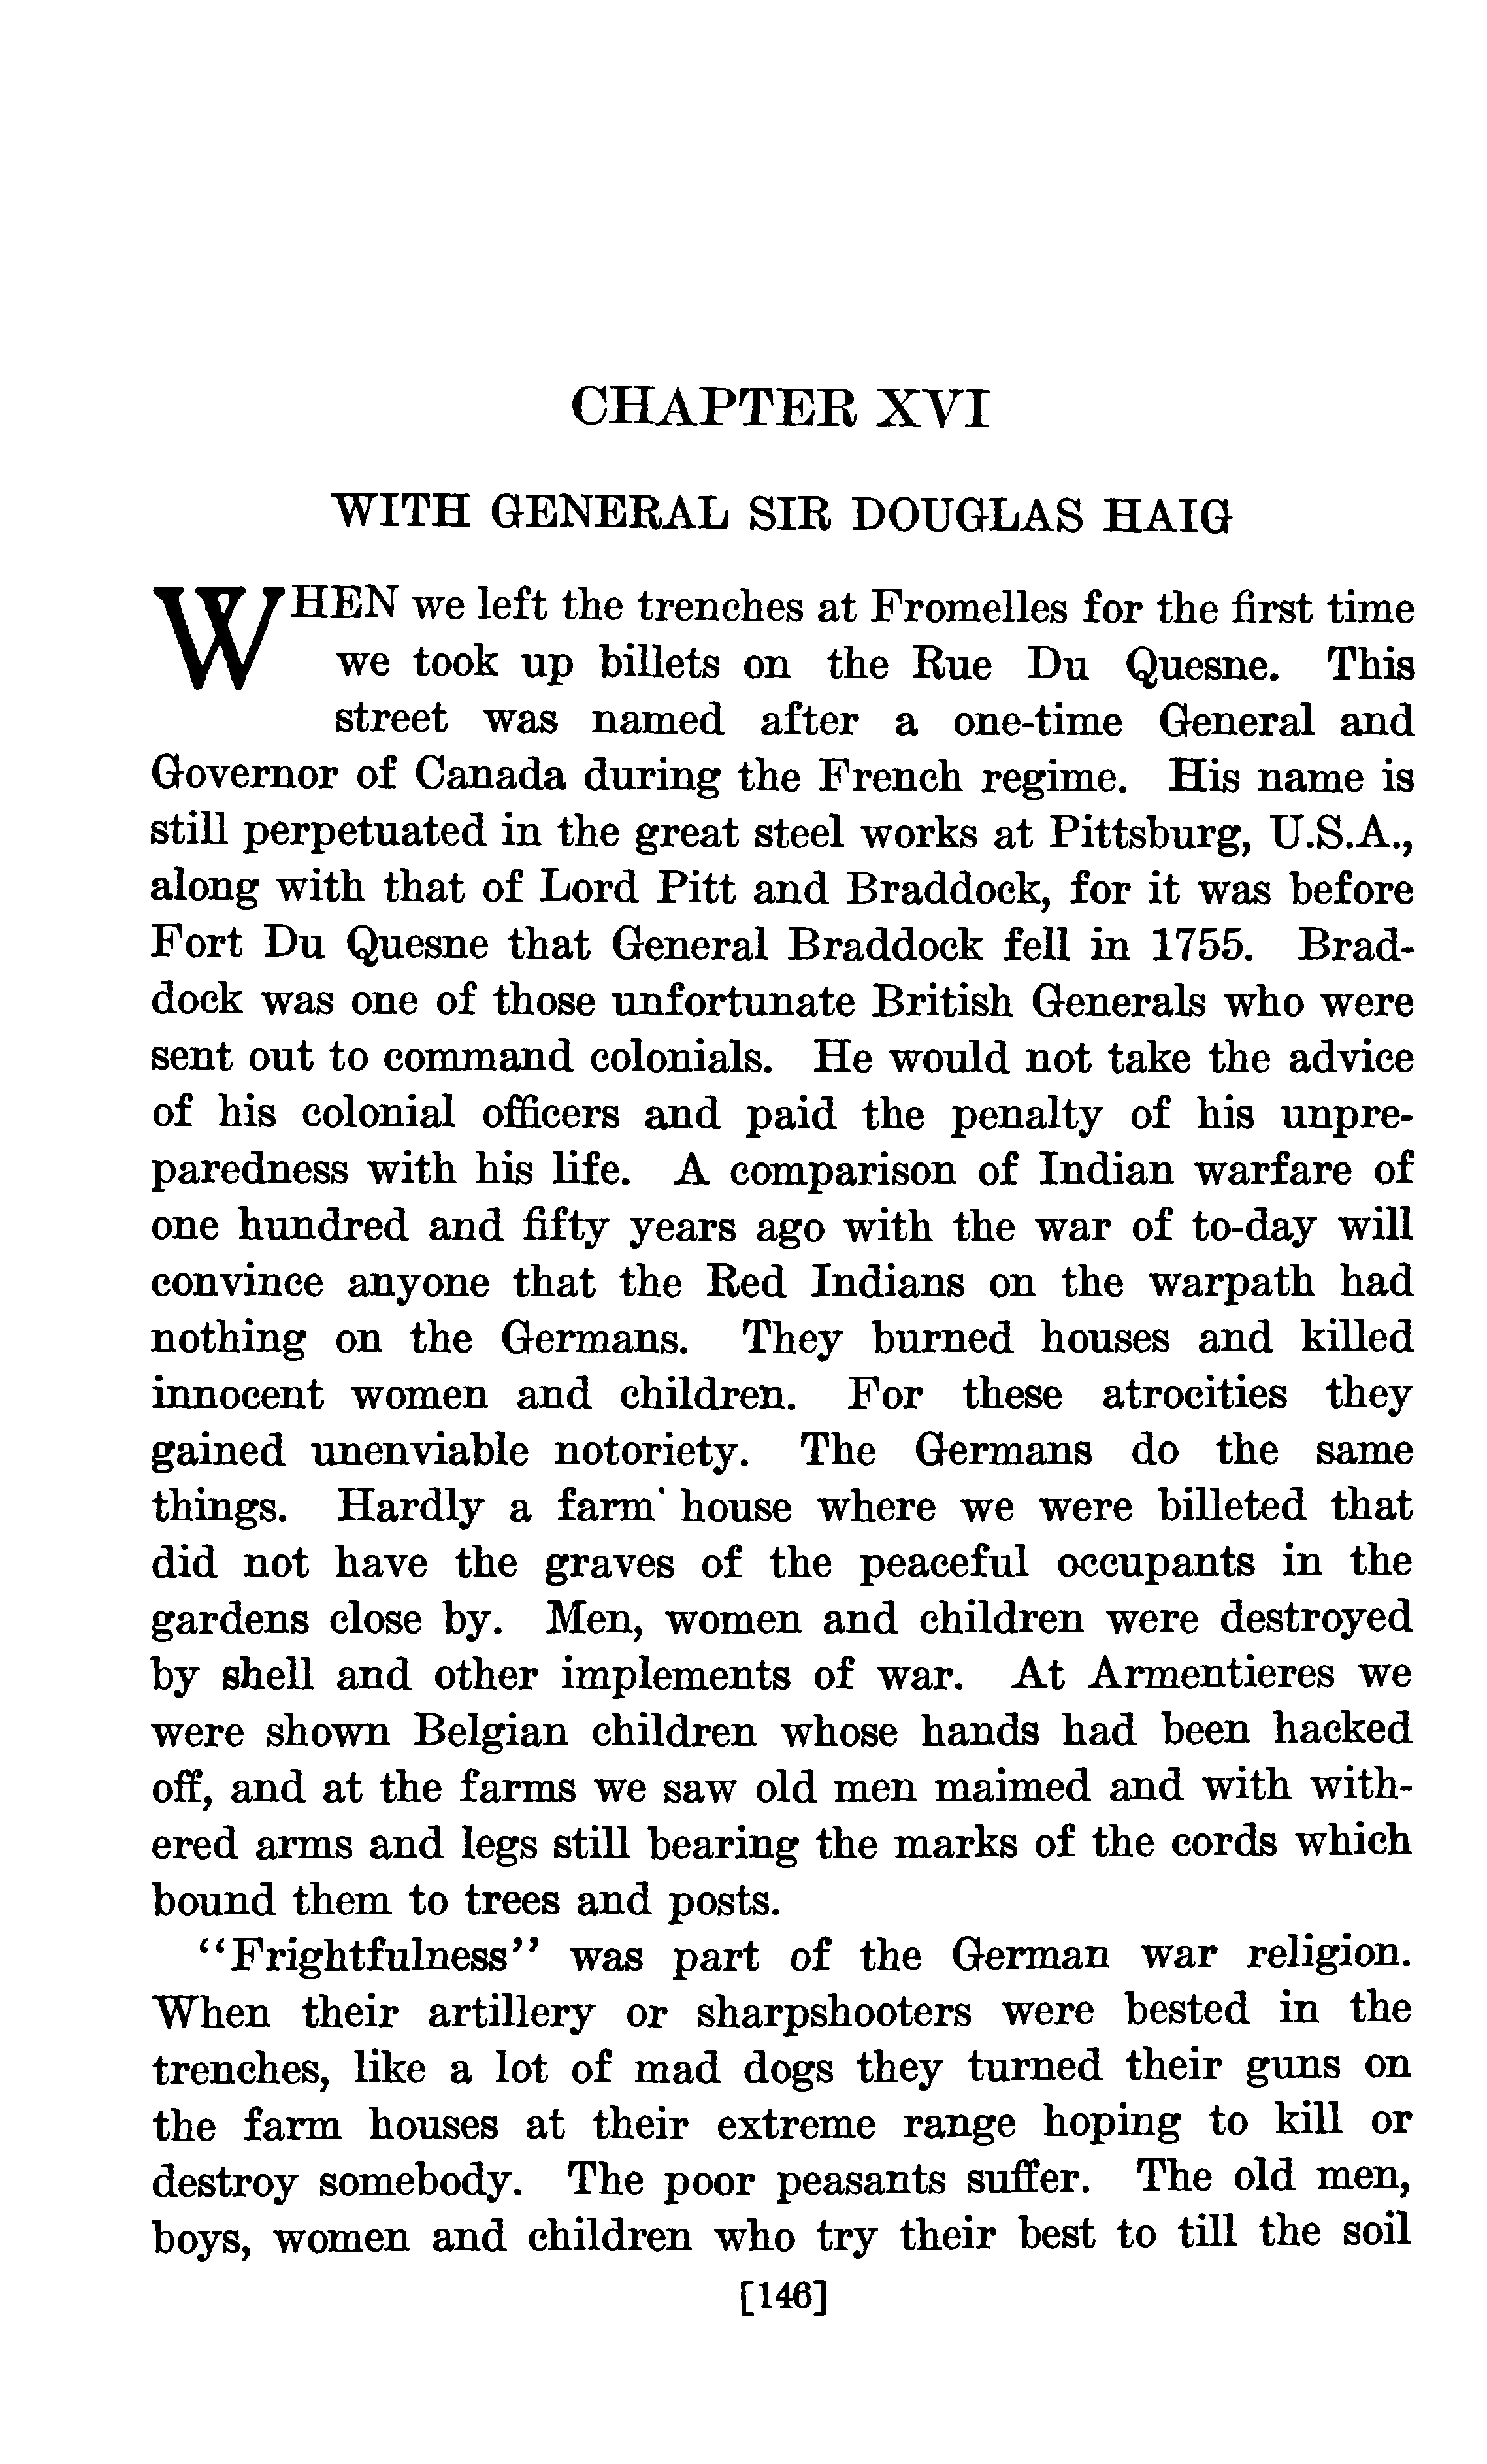 CHAPTER XVI
WITH GENERAL SIR DOUGLAS HAIG
WHEN we left the trenches at Fromelles for the first time
we took up billets on the Rue Du Quesne. This
street was named after a one-time General and
Governor of Canada during the French regime. His name is
still perpetuated in the great steel works at Pittsburg, U.S.A.,
along with that of Lord Pitt and Braddock, for it was before
Fort Du Quesne that General Braddock fell in 1755. Brad-
dock was one of those unfortunate British Generals who were
sent out to command colonials. He would not take the advice
of his colonial officers and paid the penalty of his unpre-
paredness with his life. A comparison of Indian warfare of
one hundred and fifty years ago with the war of to-day will
convince anyone that the Red Indians on the warpath had
nothing on the Germans. They burned houses and killed
innocent women and children. For these atrocities they
gained unenviable notoriety. The Germans do the same
things. Hardly a farm house where we were billeted that
did not have the graves of the peaceful occupants in the
gardens close by. Men, women and children were destroyed
by shell and other implements of war. At Armentieres we
were shown Belgian children whose hands had been hacked
off, and at the farms we saw old men maimed and with with-
ered arms and legs still bearing the marks of the cords which
bound them to trees and posts.
"Frightfulness" was part of the German war religion.
When their artillery or sharpshooters were bested in the
trenches, like a lot of mad dogs they turned their guns on
the farm houses at their extreme range hoping to kill or
destroy somebody. The poor peasants suffer. The old men,
boys, women and children who try their best to till the soil
[146]